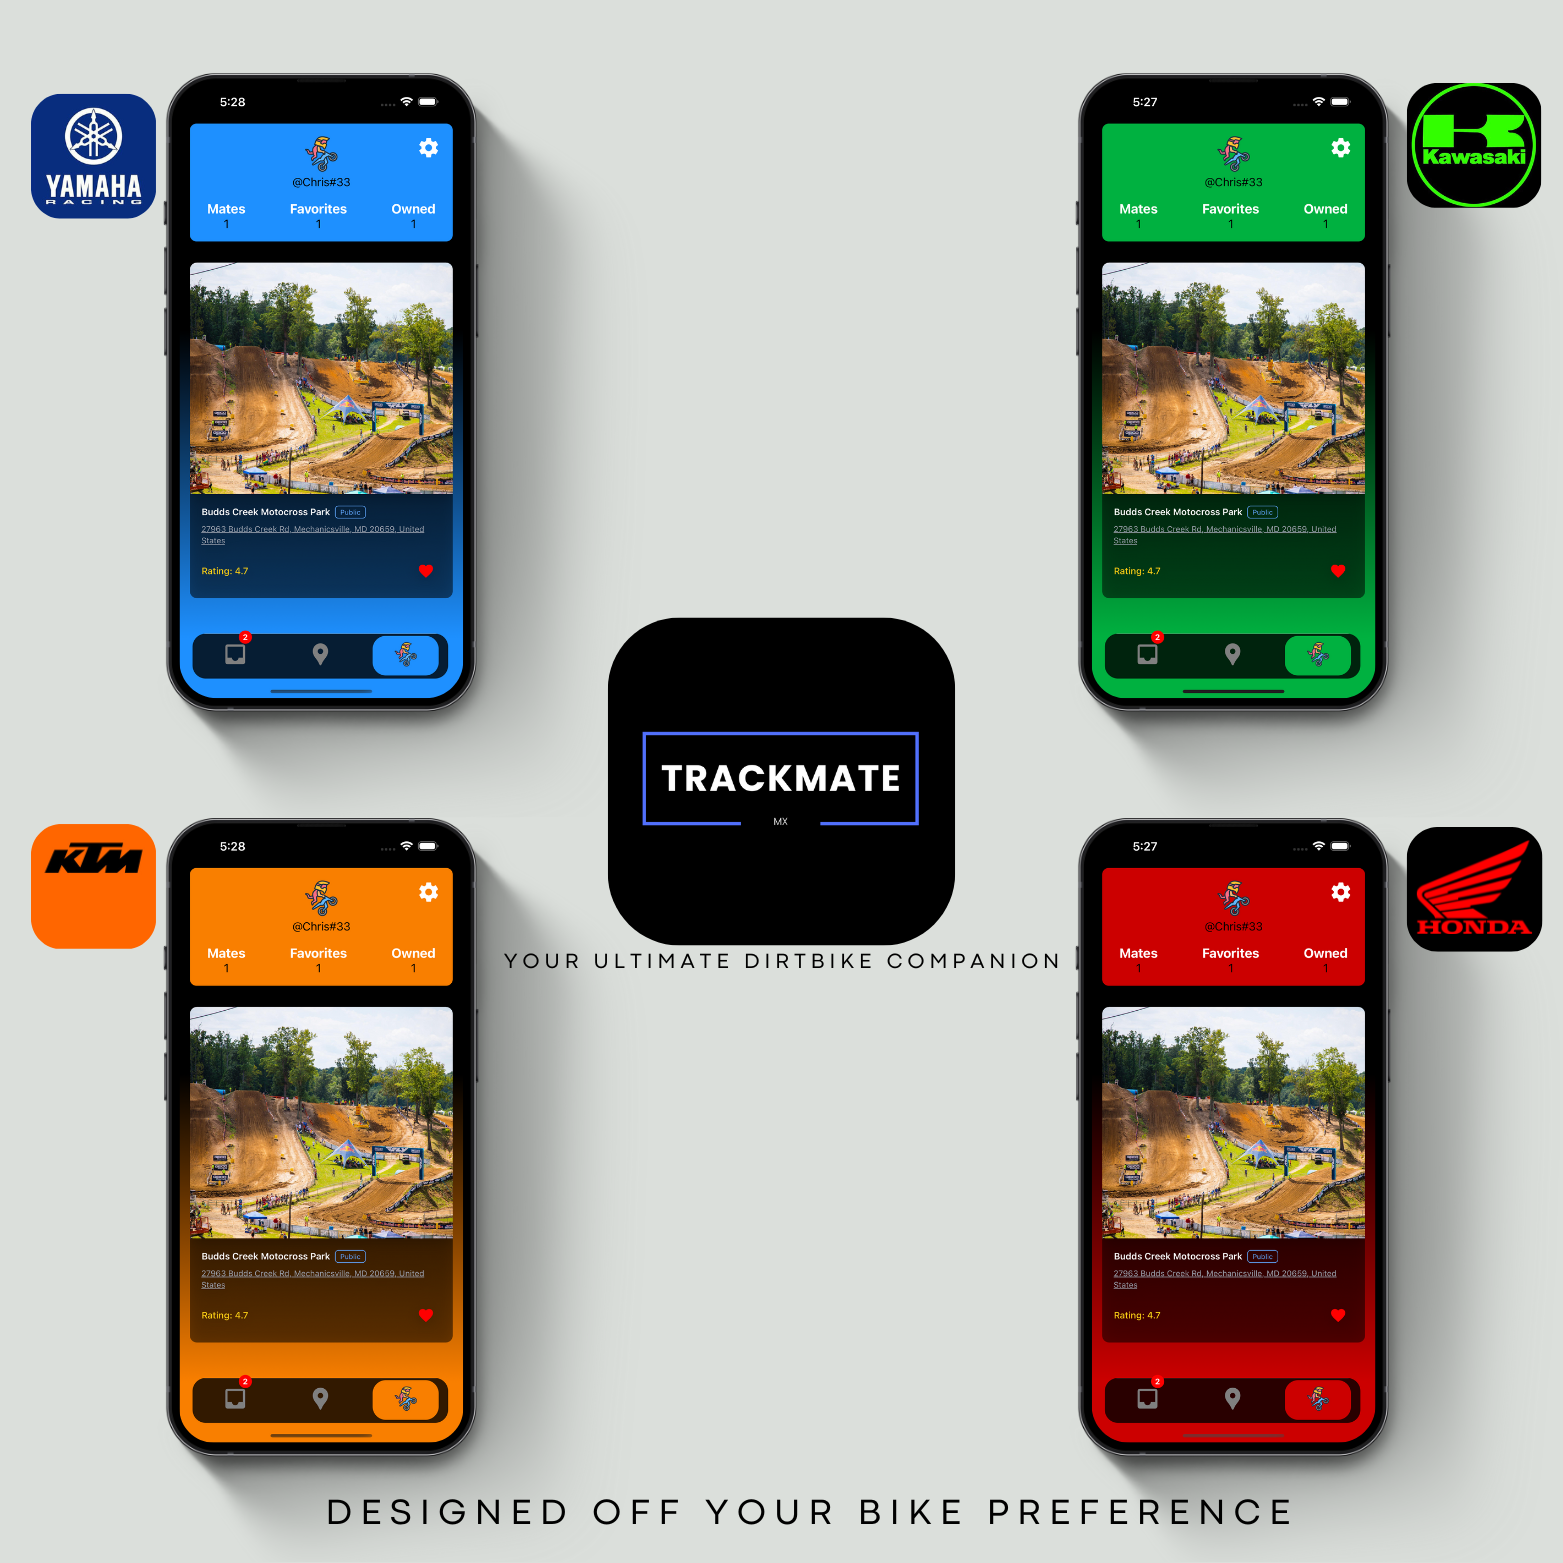 YAMAHA
RACING
5:28
@Chris#33
Mates Favorites Owned
1 1 1
Budds Creek Motocross Park Public
27963 Budds Creek Rd, Mechanicsville, MD 20659, United
States
Rating: 4.7
2
5:27
@Chris#33
Mates Favorites Owned
1 1 1
Budds Creek Motocross Park Public
27963 Budds Creek Rd, Mechanicsville, MD 20659, United
States
Rating: 4.7
2
Kawasaki
TRACKMATE
MX
YOUR ULTIMATE DIRTBIKE COMPANION
KTM
5:28
@Chris#33
Mates Favorites Owned
1 1 1
Budds Creek Motocross Park Public
27963 Budds Creek Rd, Mechanicsville, MD 20659, United
States
Rating: 4.7
2
5:27
@Chris#33
Mates Favorites Owned
1 1 1
Budds Creek Motocross Park Public
27963 Budds Creek Rd, Mechanicsville, MD 20659, United
States
Rating: 4.7
2
HONDA
DESIGNED OFF YOUR BIKE PREFERENCE